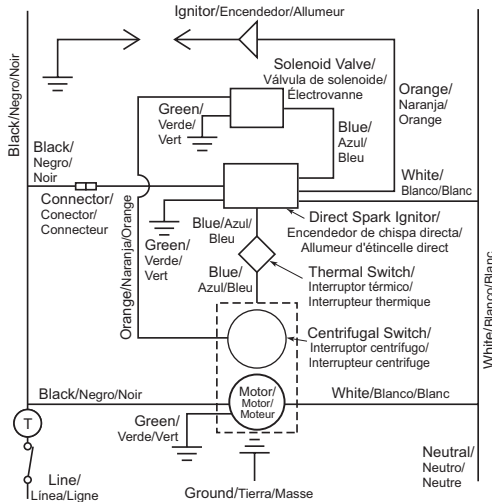 Ignitor/Encendedor/Allumeur
Black/Negro/Noir
Solenoid Valve/
Válvula de solenoide/
Électrovanne
Green/
Verde/
Vert
Orange/
Naranja/
Orange
Blue/
Azul/
Bleu
Black/
Negro/
Noir
White/
Blanco/Blanc
Connector/
Conector/
Connecteur
Orange/Naranja/Orange
Green/
Verde/
Vert
Blue/Azul/
Bleu
Direct Spark Ignitor/
Encendedor de chispa directa/
Allumeur d'étincelle direct
Blue/
Azul/Bleu
Thermal Switch/
Interruptor térmico/
Interrupteur thermique
White/Blanco/Blanc
Centrifugal Switch/
Interruptor centrífugo/
Interrupteur centrifuge
Black/Negro/Noir
Motor/
Motor/
Moteur
White/Blanco/Blanc
T
Green/
Verde/Vert
Line/
Línea/Ligne
Ground/Tierra/Masse
Neutral/
Neutro/
Neutre